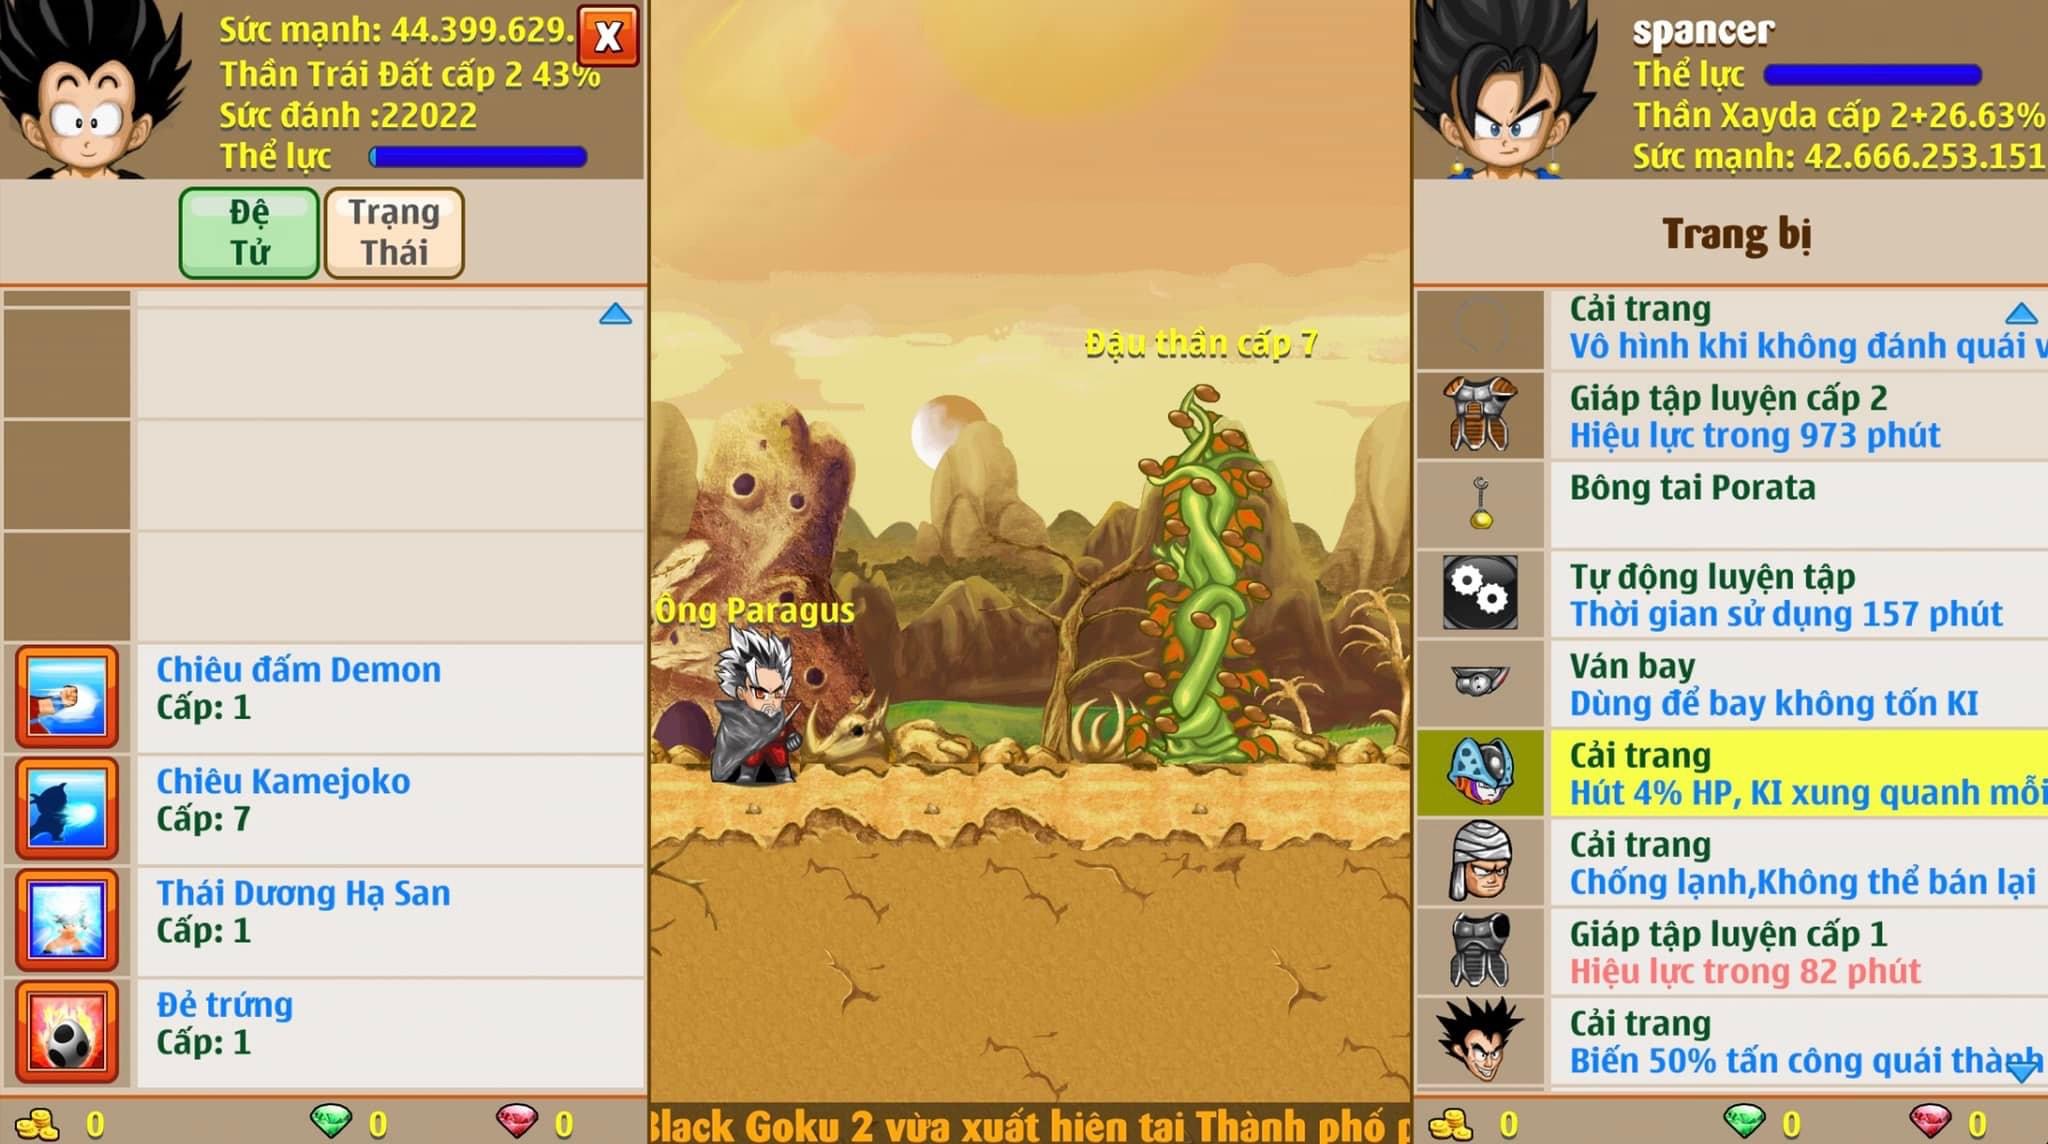 Sức mạnh: 44.399.629.
X
Thần Trái Đất cấp 2 43%
Sức đánh :22022
Thể lực
Đệ
Tử
Trạng
Thái
Chiêu đấm Demon
Cấp: 1
Chiêu Kamejoko
Cấp: 7
Thái Dương Hạ San
Cấp: 1
Đẻ trứng
Cấp: 1
0
0
0
Đậu thần cấp 7
Ông Paragus
Black Goku 2 vừa xuất hiện tại Thành phố p
spancer
Thể lực
Thần Xayda cấp 2+26.63%
Sức mạnh: 42.666.253.151
Trang bị
Cải trang
Vô hình khi không đánh quái v
Giáp tập luyện cấp 2
Hiệu lực trong 973 phút
Bông tai Porata
Tự động luyện tập
Thời gian sử dụng 157 phút
Ván bay
Dùng để bay không tốn KI
Cải trang
Hút 4% HP, KI xung quanh mỗi
Cải trang
Chống lạnh,Không thể bán lại
Giáp tập luyện cấp 1
Hiệu lực trong 82 phút
Cải trang
Biến 50% tấn công quái thành
0
0
0